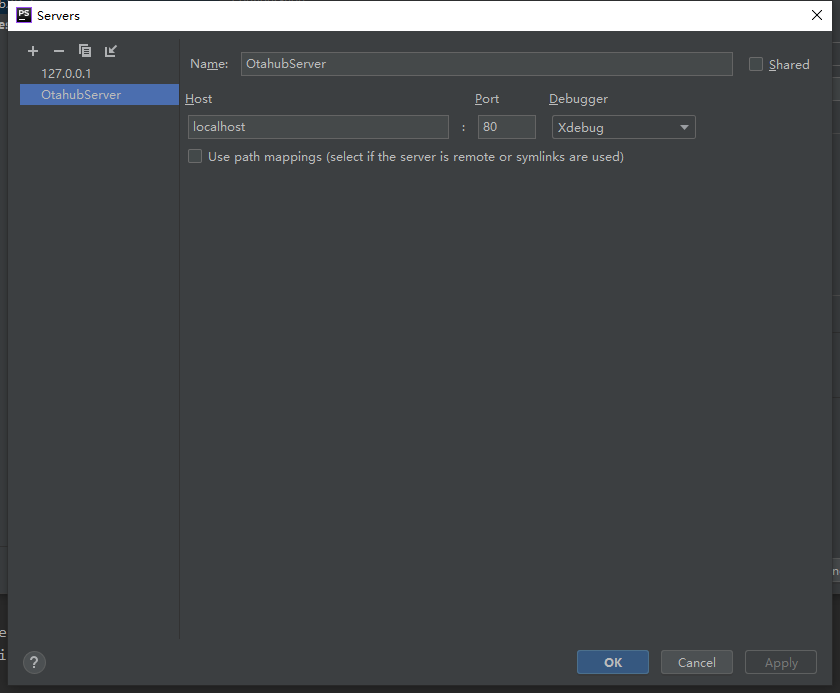 PS Servers
127.0.0.1
OtahubServer
Name: OtahubServer Shared
Host Port Debugger
localhost : 80 Xdebug
Use path mappings (select if the server is remote or symlinks are used)
? OK Cancel Apply